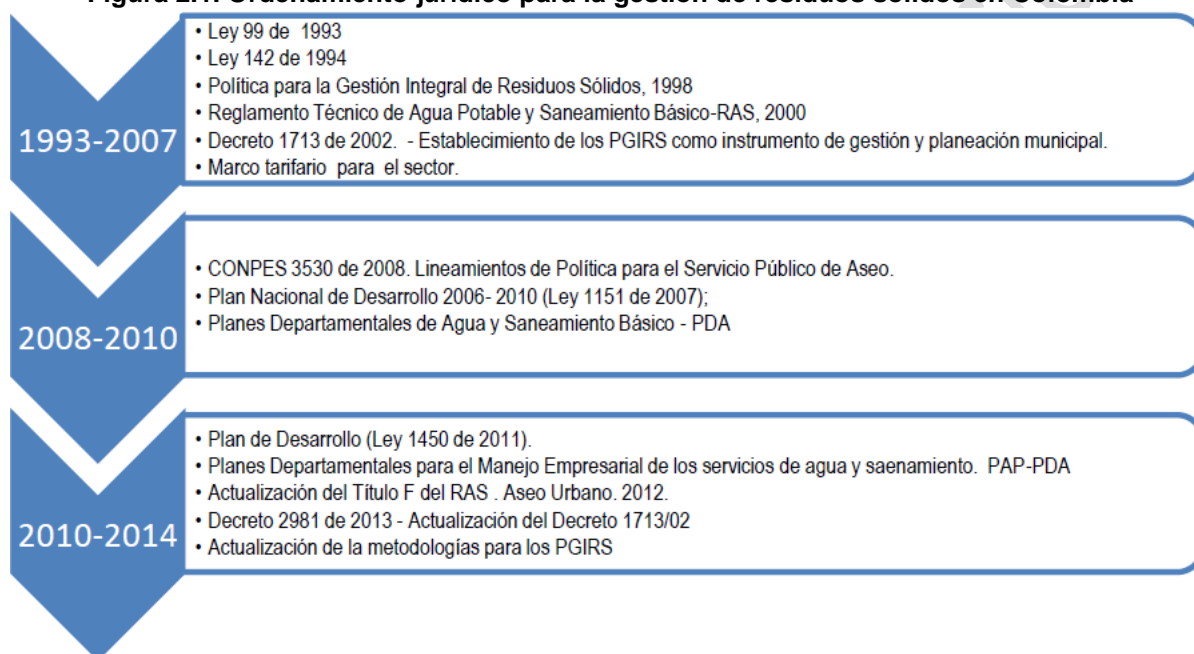 Figura 2.4. Ordenamiento jurídico para la gestión de residuos sólidos en Colombia
1993-2007
• Ley 99 de 1993
• Ley 142 de 1994
• Política para la Gestión Integral de Residuos Sólidos, 1998
• Reglamento Técnico de Agua Potable y Saneamiento Básico-RAS, 2000
• Decreto 1713 de 2002. - Establecimiento de los PGIRS como instrumento de gestión y planeación municipal.
• Marco tarifario para el sector.
2008-2010
• CONPES 3530 de 2008. Lineamientos de Política para el Servicio Público de Aseo.
• Plan Nacional de Desarrollo 2006- 2010 (Ley 1151 de 2007);
• Planes Departamentales de Agua y Saneamiento Básico - PDA
2010-2014
• Plan de Desarrollo (Ley 1450 de 2011).
• Planes Departamentales para el Manejo Empresarial de los servicios de agua y saenamiento. PAP-PDA
• Actualización del Título F del RAS . Aseo Urbano. 2012.
• Decreto 2981 de 2013 - Actualización del Decreto 1713/02
• Actualización de la metodologías para los PGIRS